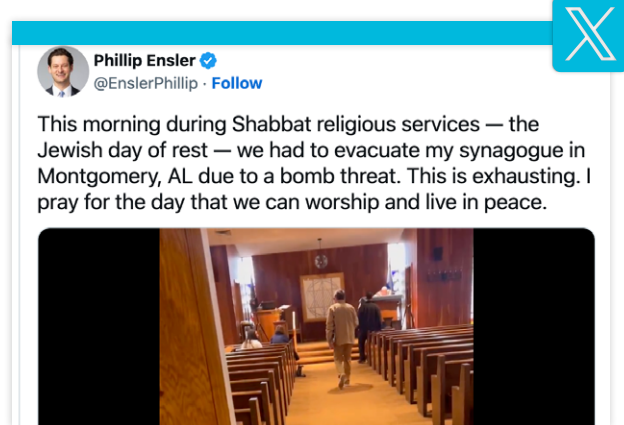 Phillip Ensler
@EnslerPhillip · Follow
This morning during Shabbat religious services — the
Jewish day of rest — we had to evacuate my synagogue in
Montgomery, AL due to a bomb threat. This is exhausting. I
pray for the day that we can worship and live in peace.